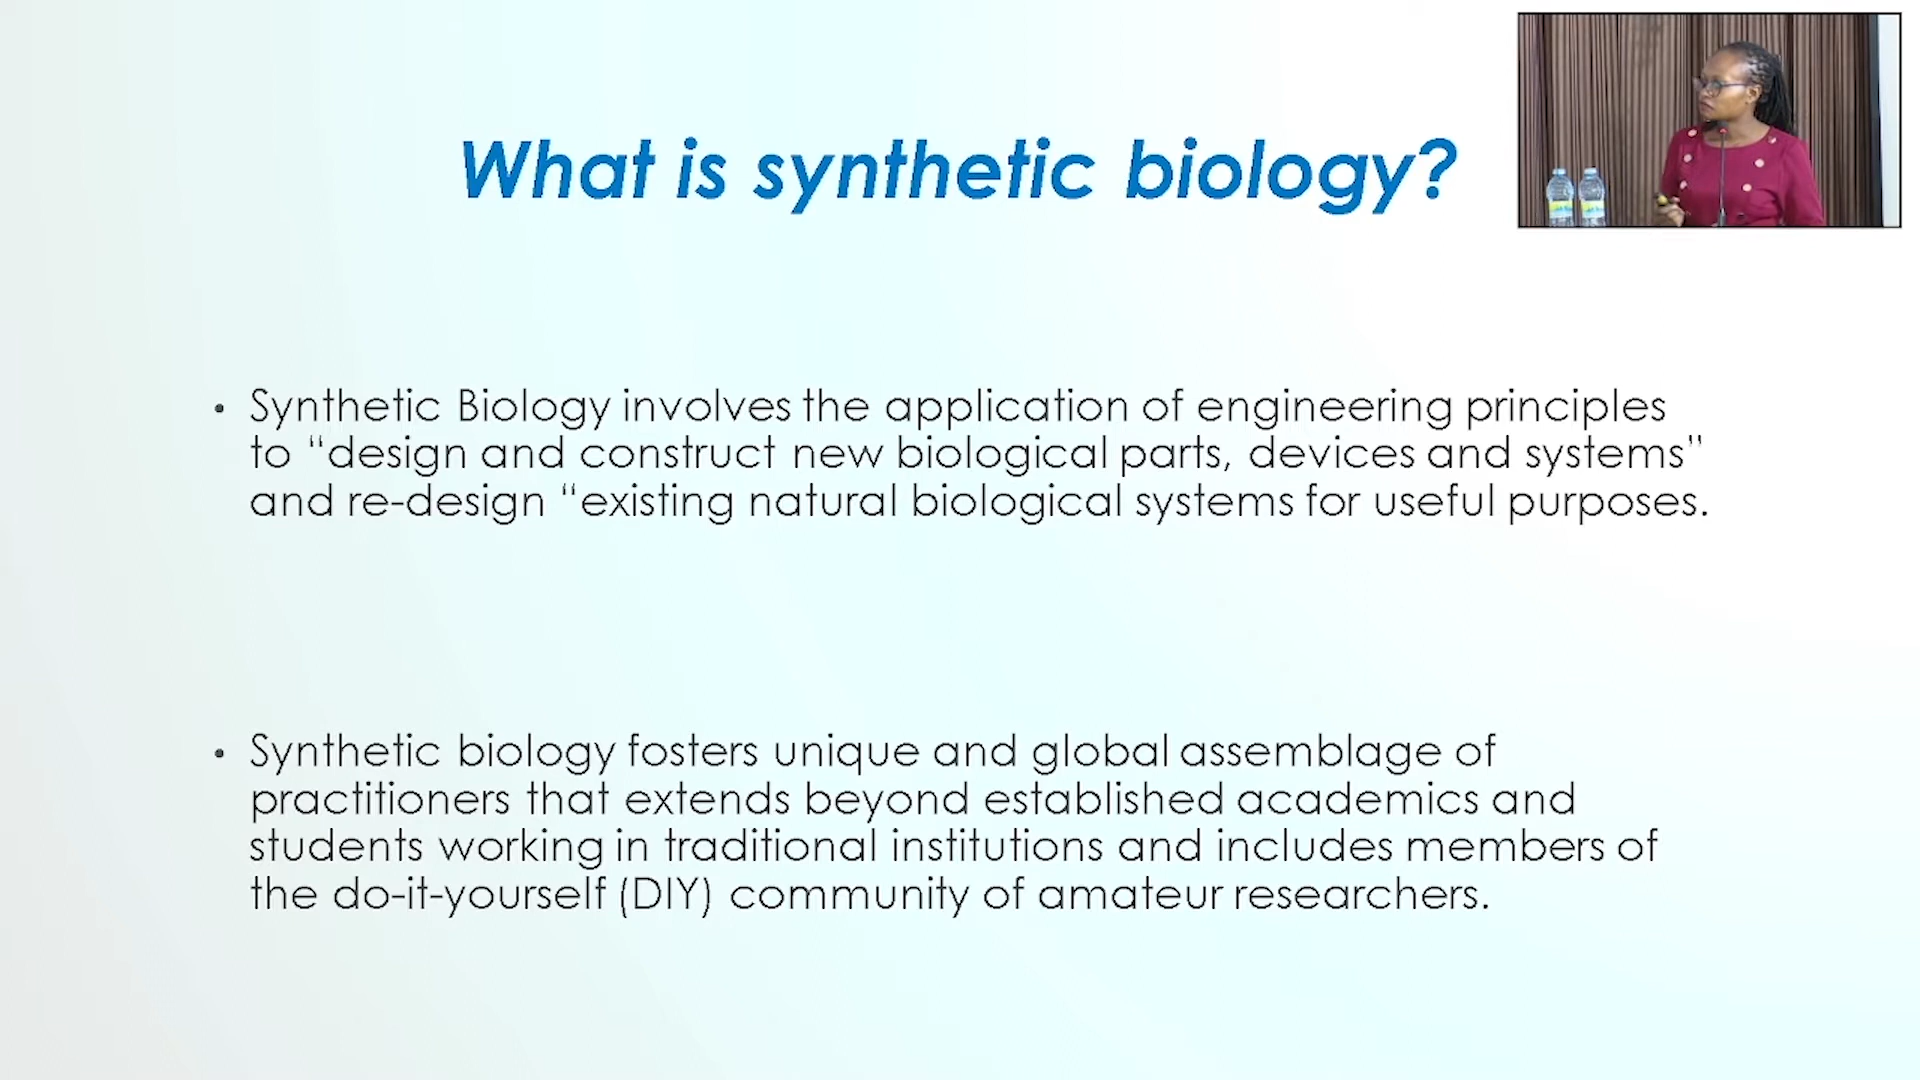 What is synthetic biology?
• Synthetic Biology involves the application of engineering principles
to “design and construct new biological parts, devices and systems”
and re-design “existing natural biological systems for useful purposes.
• Synthetic biology fosters unique and global assemblage of
practitioners that extends beyond established academics and
students working in traditional institutions and includes members of
the do-it-yourself (DIY) community of amateur researchers.